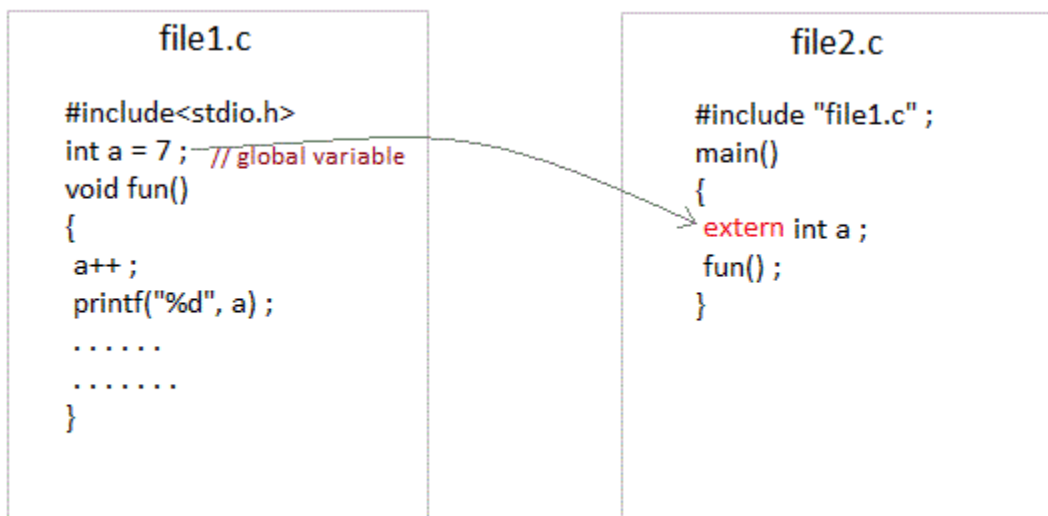 file1.c
#include<stdio.h>
int a = 7 ; // global variable
void fun()
{
a++ ;
printf("%d", a) ;
. . . . . .
. . . . . . .
}
file2.c
#include "file1.c" ;
main()
{
extern int a ;
fun() ;
}